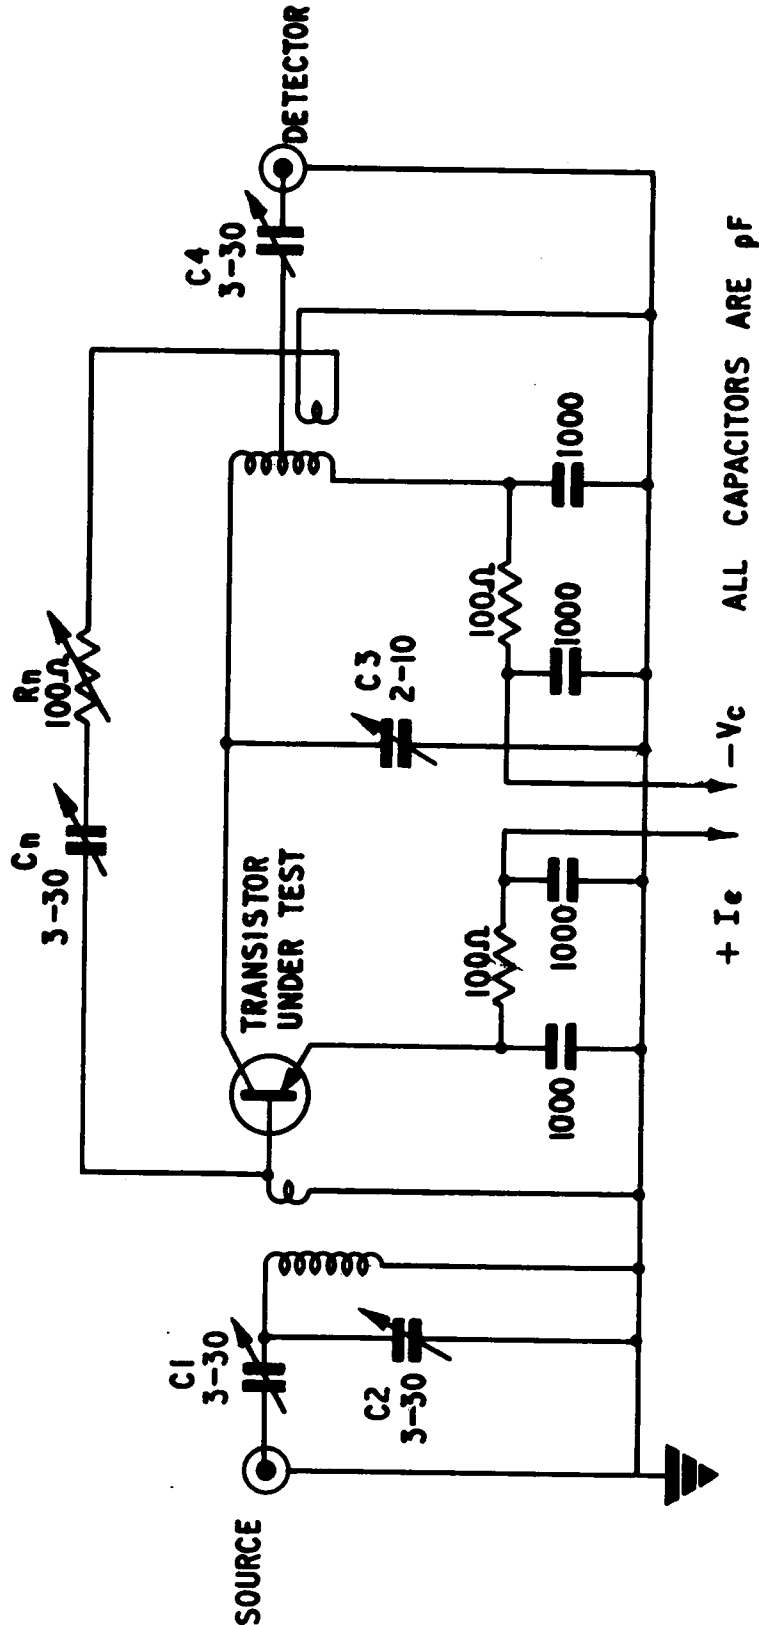 Cn
3-30
Rn
100Ω
SOURCE
C1
3-30
C2
3-30
TRANSISTOR
UNDER TEST
C3
2-10
C4
3-30
DETECTOR
100Ω
1000
1000
100Ω
1000
1000
+ Ie
-Vc
ALL CAPACITORS ARE pF